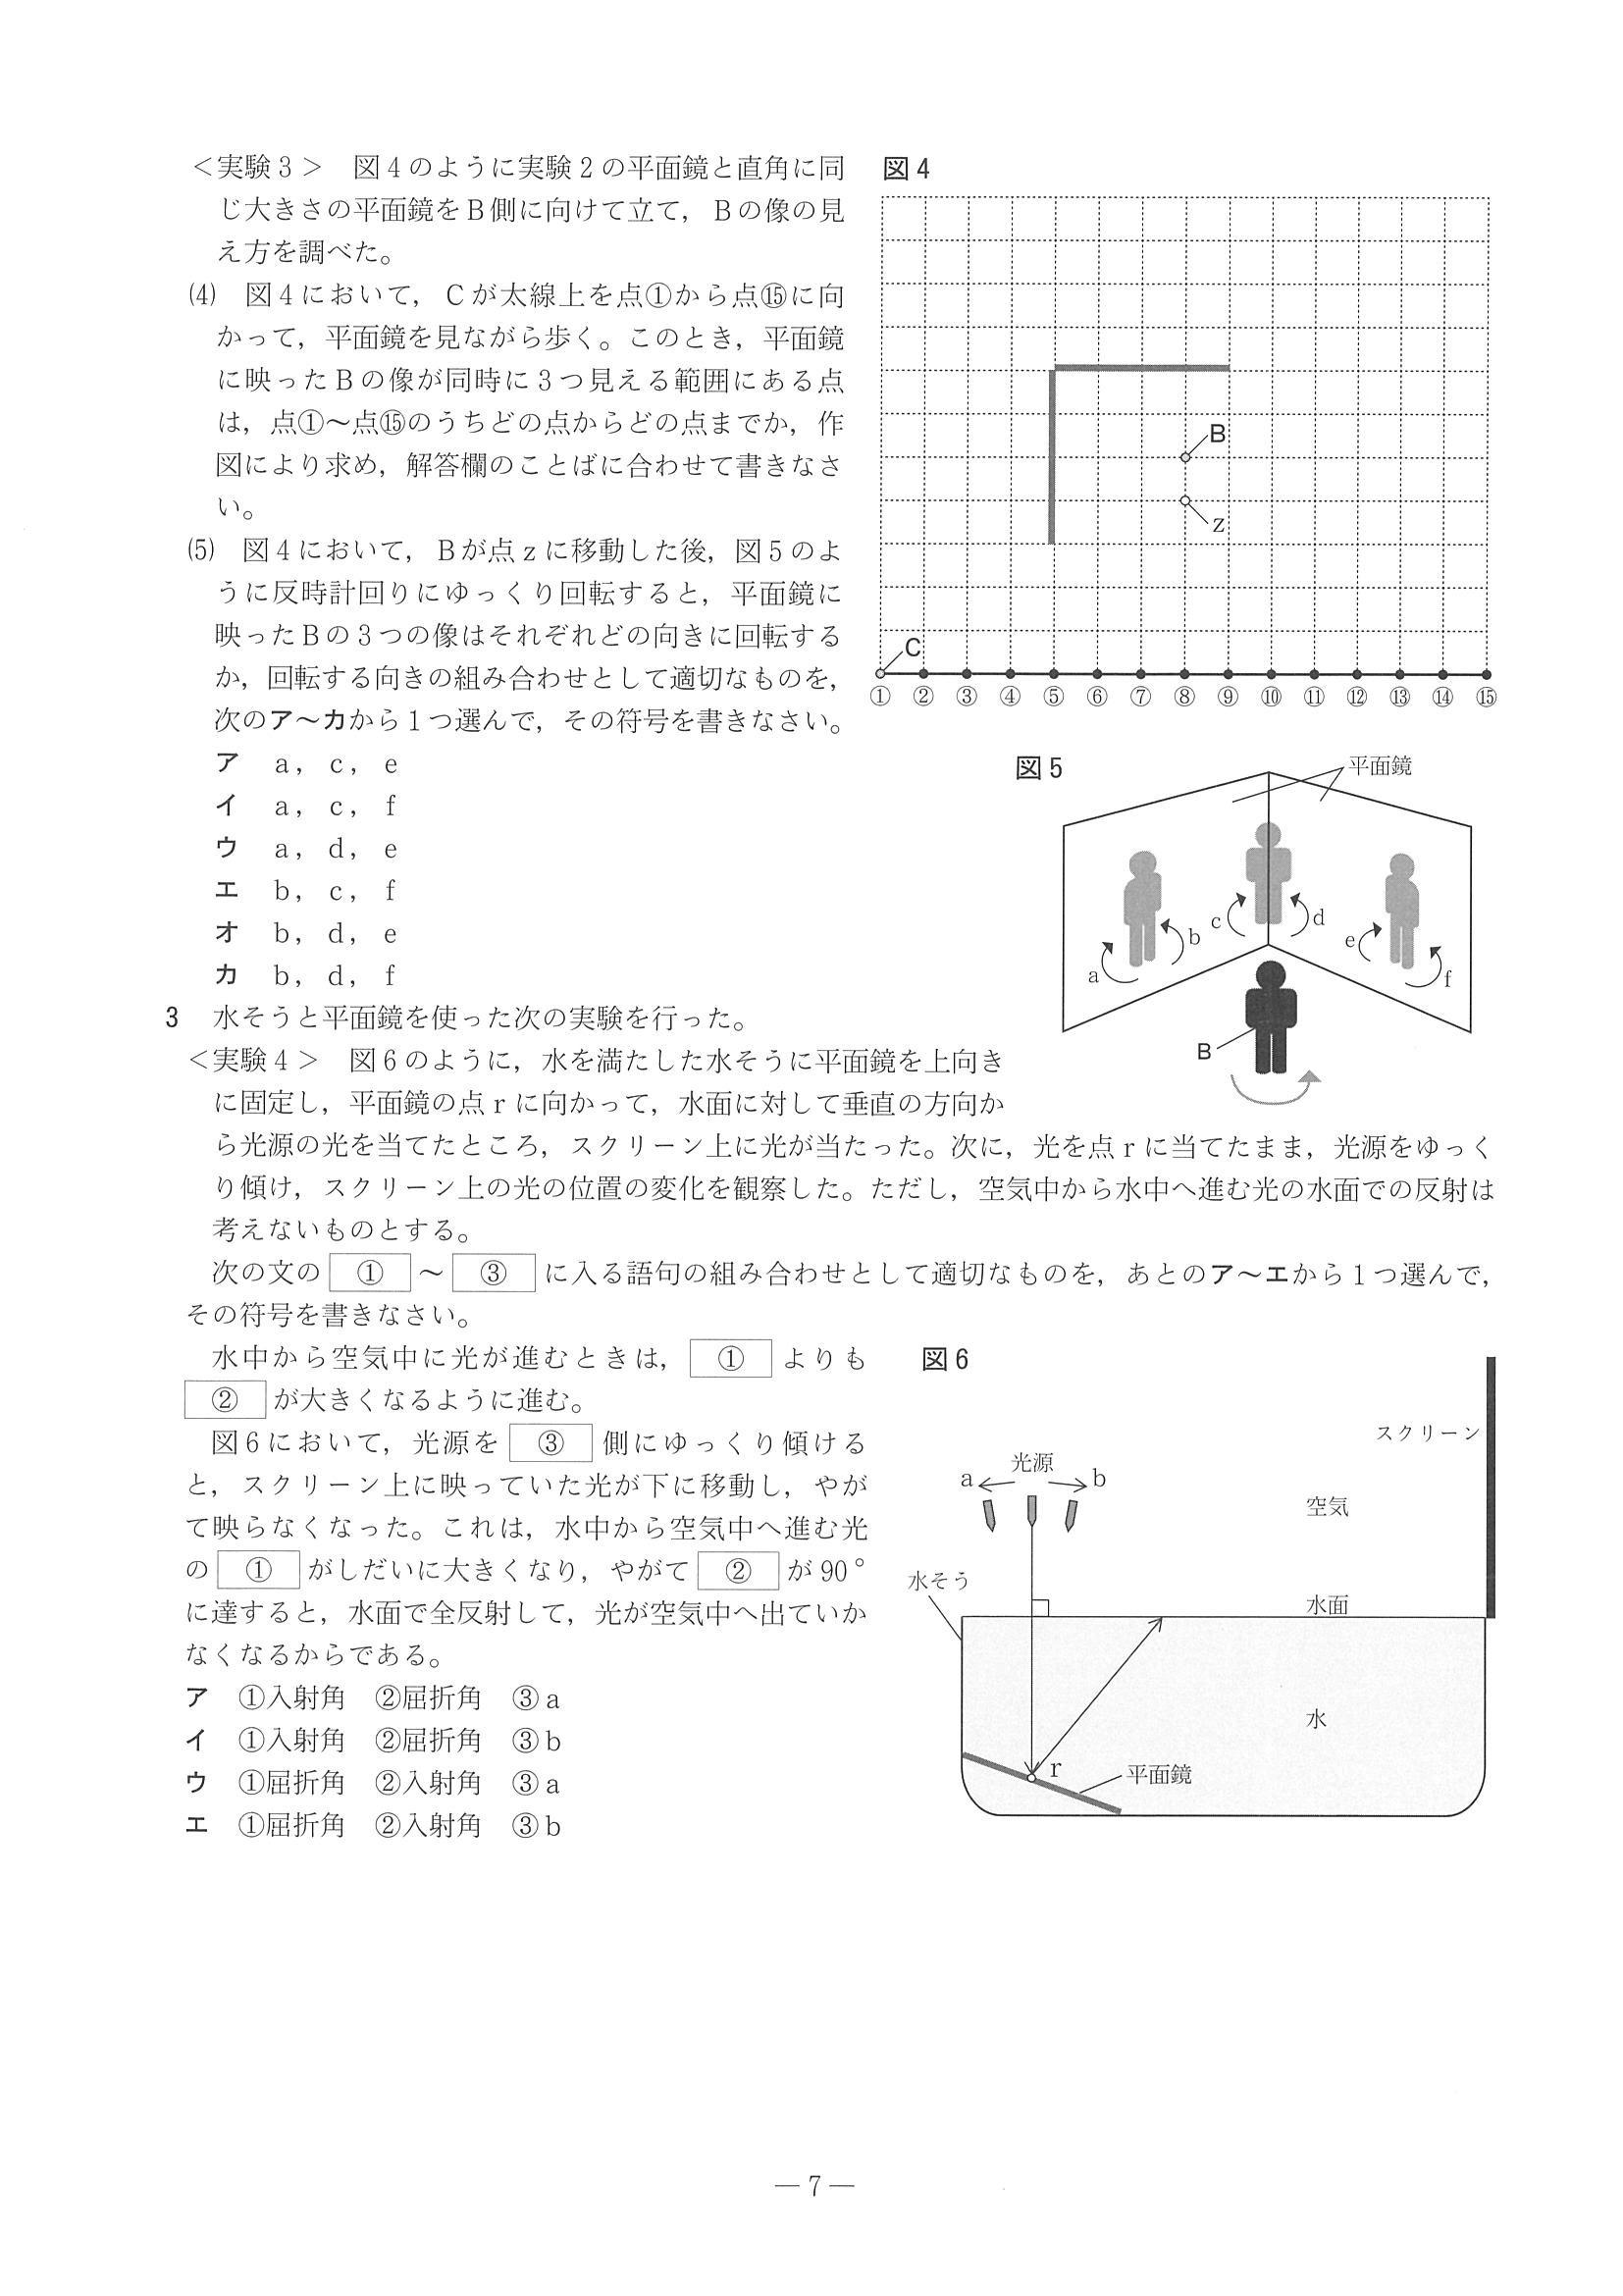 ＜実験３＞　図４のように実験２の平面鏡と直角に同
じ大きさの平面鏡をＢ側に向けて立て，Ｂの像の見
え方を調べた。
⑷　図４において，Ｃが太線上を点①から点⑮に向
かって，平面鏡を見ながら歩く。このとき，平面鏡
に映ったＢの像が同時に３つ見える範囲にある点
は，点①～点⑮のうちどの点からどの点までか，作
図により求め，解答欄のことばに合わせて書きなさ
い。
⑸　図４において，Ｂが点ｚに移動した後，図５のよ
うに反時計回りにゆっくり回転すると，平面鏡に
映ったＢの３つの像はそれぞれどの向きに回転する
か，回転する向きの組み合わせとして適切なものを，
次のア～カから１つ選んで，その符号を書きなさい。
ア　a，c，e
イ　a，c，f
ウ　a，d，e
エ　b，c，f
オ　b，d，e
カ　b，d，f
図４
B
z
C
① ② ③ ④ ⑤ ⑥ ⑦ ⑧ ⑨ ⑩ ⑪ ⑫ ⑬ ⑭ ⑮
図５
平面鏡
a
b
c
d
e
f
B
３　水そうと平面鏡を使った次の実験を行った。
＜実験４＞　図６のように，水を満たした水そうに平面鏡を上向き
に固定し，平面鏡の点ｒに向かって，水面に対して垂直の方向か
ら光源の光を当てたところ，スクリーン上に光が当たった。次に，光を点ｒに当てたまま，光源をゆっく
り傾け，スクリーン上の光の位置の変化を観察した。ただし，空気中から水中へ進む光の水面での反射は
考えないものとする。
次の文の ① ～ ③ に入る語句の組み合わせとして適切なものを，あとのア～エから１つ選んで，
その符号を書きなさい。
水中から空気中に光が進むときは， ① よりも
② が大きくなるように進む。
図６において，光源を ③ 側にゆっくり傾ける
と，スクリーン上に映っていた光が下に移動し，やが
て映らなくなった。これは，水中から空気中へ進む光
の ① がしだいに大きくなり，やがて ② が90°
に達すると，水面で全反射して，光が空気中へ出ていか
なくなるからである。
ア　①入射角　②屈折角　③a
イ　①入射角　②屈折角　③b
ウ　①屈折角　②入射角　③a
エ　①屈折角　②入射角　③b
図６
スクリーン
光源
a
b
空気
水そう
水面
水
r
平面鏡
― 7 ―